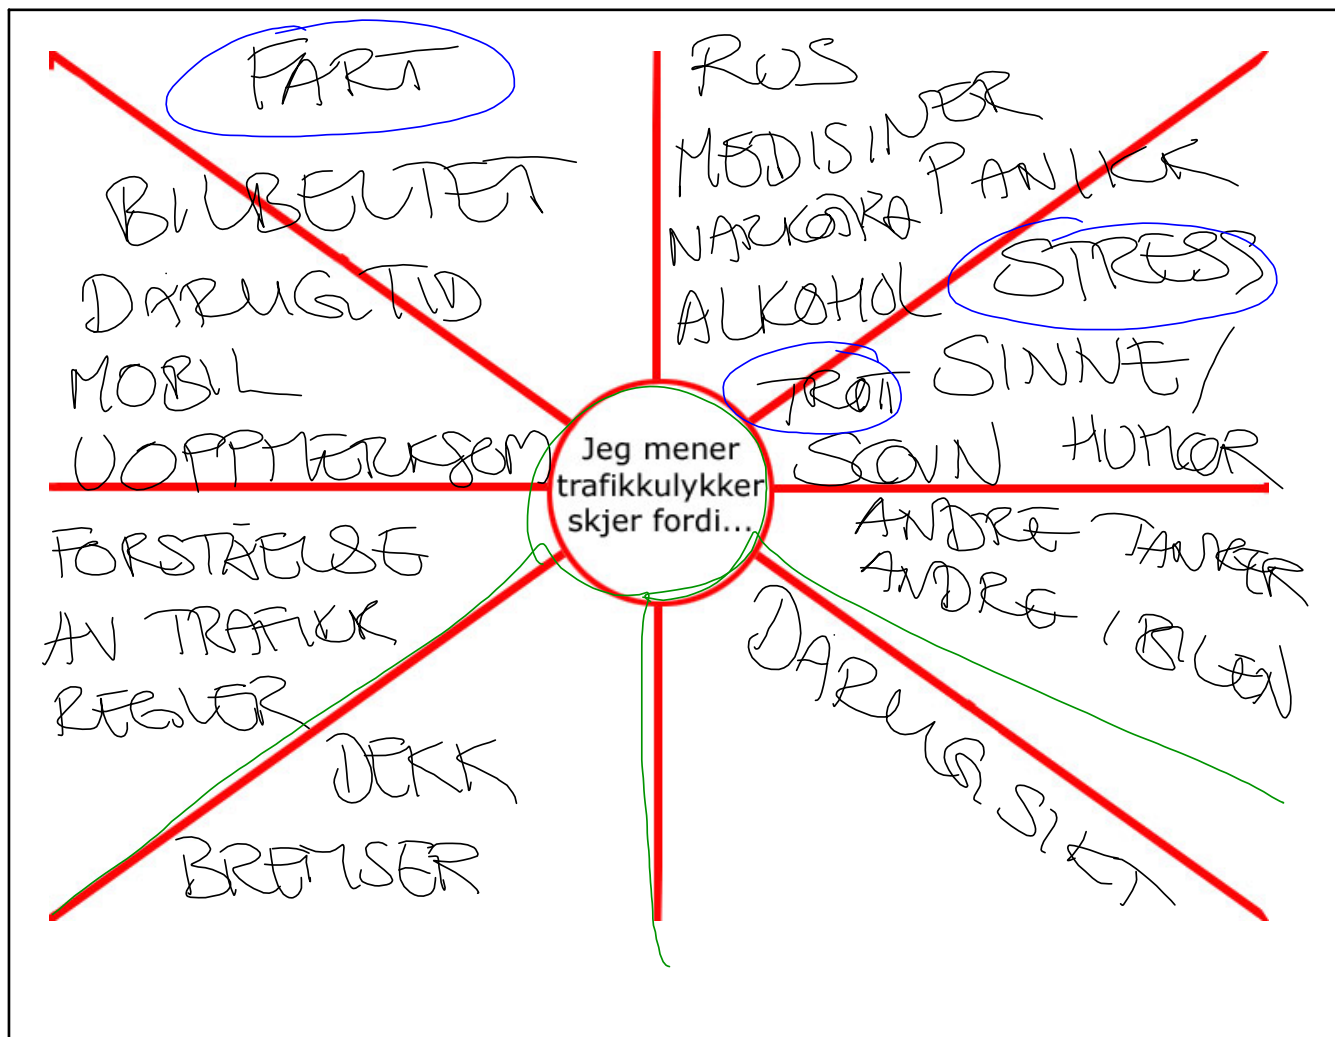 FART
BILBELTET
DÅRLIG TID
MOBIL
UOPPMERKSOM
RUS
MEDISINER
NARKOTIKA
ALKOHOL
PANIKK
STRESS
TRØTT
SINNE/
HUMØR
SØVN
Jeg mener
trafikkulykker
skjer fordi...
FORSTÅELSE
AV TRAFIKK
REGLER
DEKK
BREMSER
ANDRE TANKER
ANDRE I BILEN
DÅRLIG SIKT